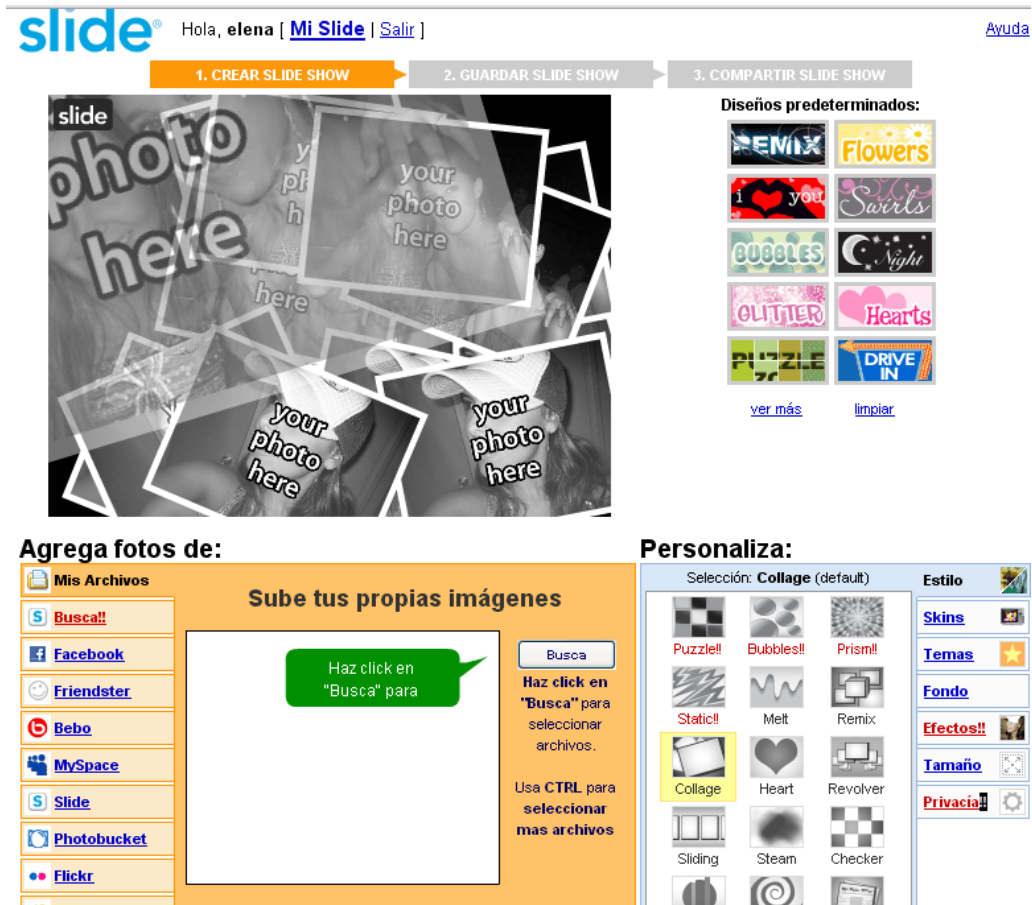 slide® Hola, elena [ Mi Slide | Salir ]
Ayuda
1. CREAR SLIDE SHOW
2. GUARDAR SLIDE SHOW
3. COMPARTIR SLIDE SHOW
slide
photo
here
your
photo
here
here
your
photo
here
your
photo
here
Diseños predeterminados:
REMIX
Flowers
i you
Swirls
BUBBLES
Night
GLITTER
Hearts
PUZZLE
DRIVE
IN
ver más
limpiar
Agrega fotos de:
Mis Archivos
Busca!!
Facebook
Friendster
Bebo
MySpace
Slide
Photobucket
Flickr
Sube tus propias imágenes
Haz click en
"Busca" para
Busca
Haz click en
"Busca" para
seleccionar
archivos.
Usa CTRL para
seleccionar
mas archivos
Personaliza:
Selección: Collage (default)
Puzzle!!
Bubbles!!
Prism!!
Static!!
Melt
Remix
Collage
Heart
Revolver
Sliding
Steam
Checker
Estilo
Skins
Temas
Fondo
Efectos!!
Tamaño
Privacía!!